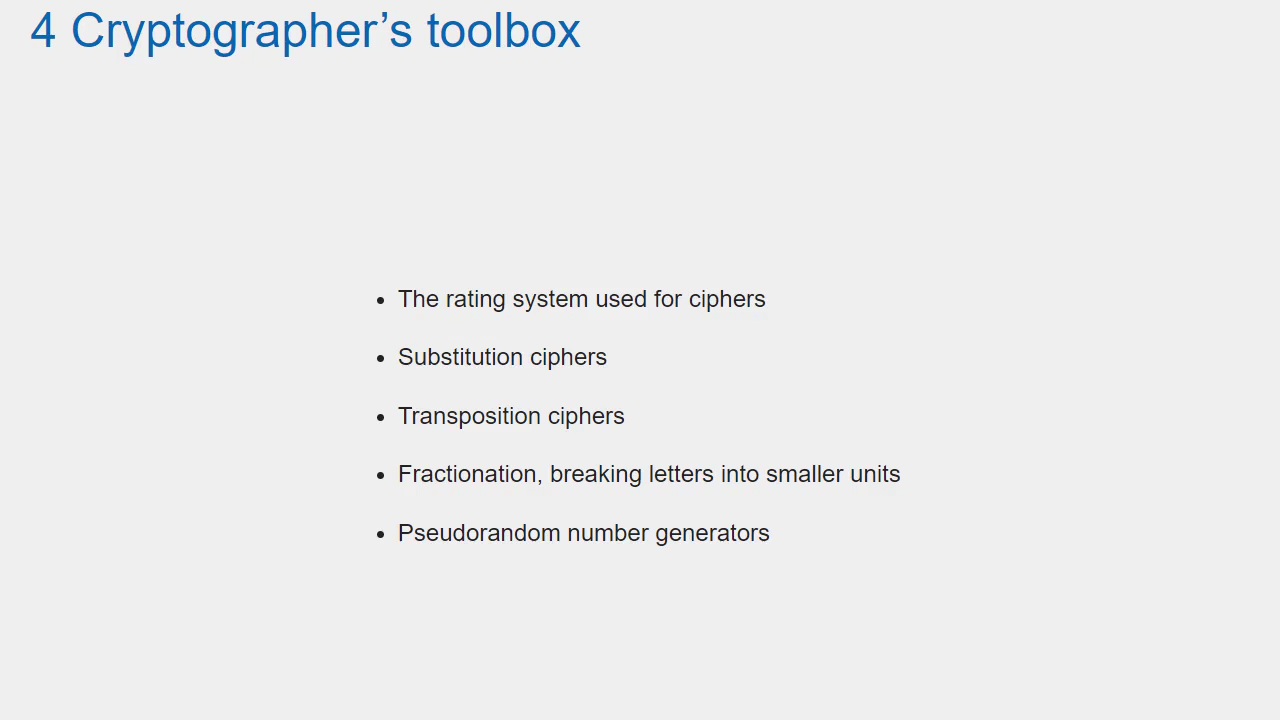 4 Cryptographer’s toolbox
• The rating system used for ciphers
• Substitution ciphers
• Transposition ciphers
• Fractionation, breaking letters into smaller units
• Pseudorandom number generators